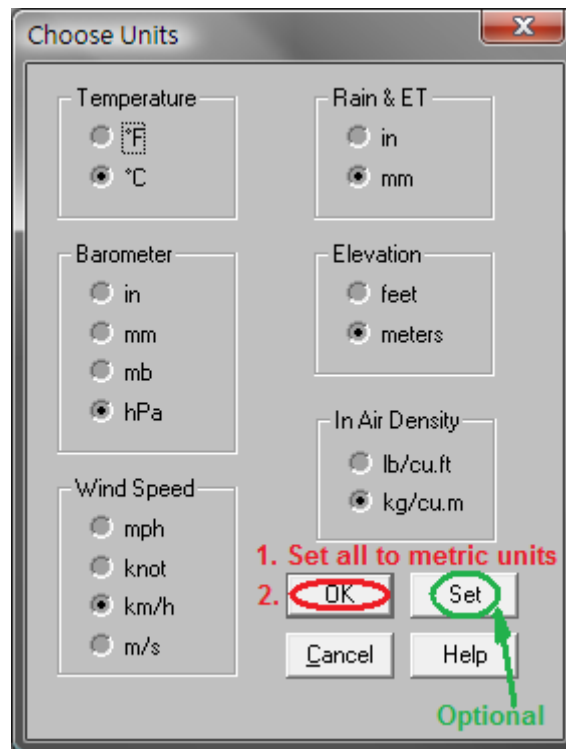 Choose Units
Temperature
°F
°C
Barometer
in
mm
mb
hPa
Wind Speed
mph
knot
km/h
m/s
Rain & ET
in
mm
Elevation
feet
meters
In Air Density
lb/cu.ft
kg/cu.m
1. Set all to metric units
2. OK
Set
Cancel
Help
Optional